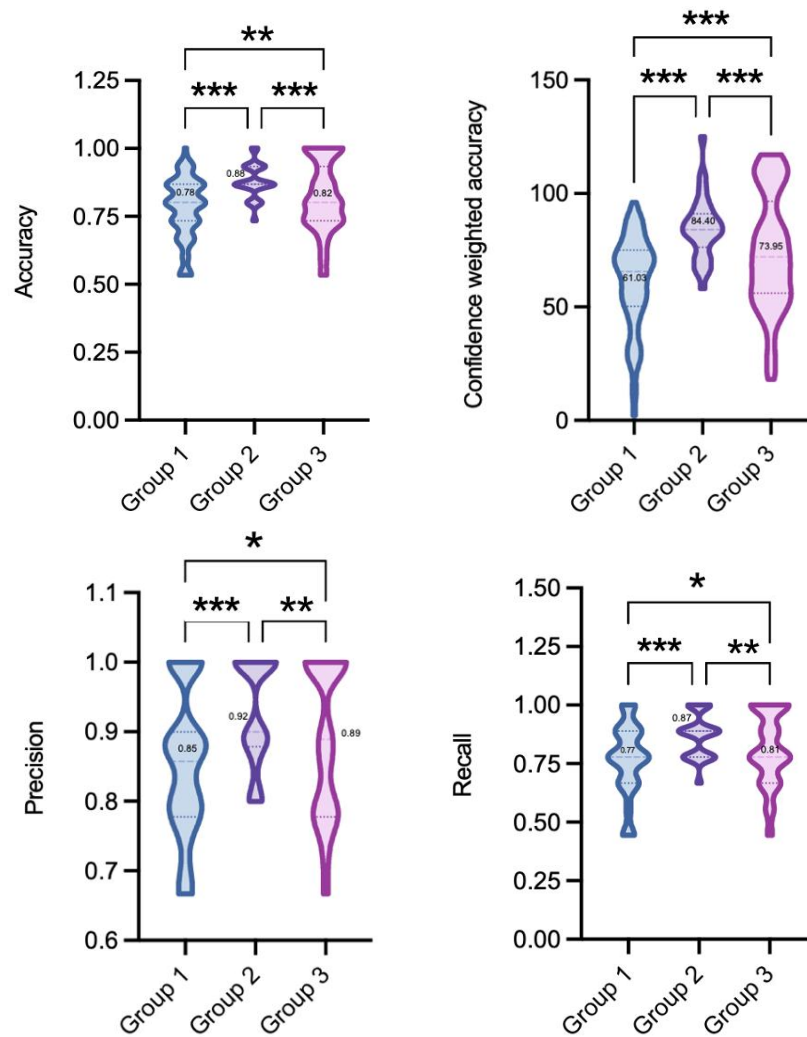 **
*** ***
1.25
1.00
0.75
0.50
0.25
0.00
Accuracy
0.78
0.88
0.82
Group 1
Group 2
Group 3
***
*** ***
150
100
50
0
Confidence weighted accuracy
61.03
84.40
73.95
Group 1
Group 2
Group 3
*
*** **
1.1
1.0
0.9
0.8
0.7
0.6
Precision
0.85
0.92
0.89
Group 1
Group 2
Group 3
*
*** **
1.50
1.25
1.00
0.75
0.50
0.25
0.00
Recall
0.77
0.87
0.81
Group 1
Group 2
Group 3